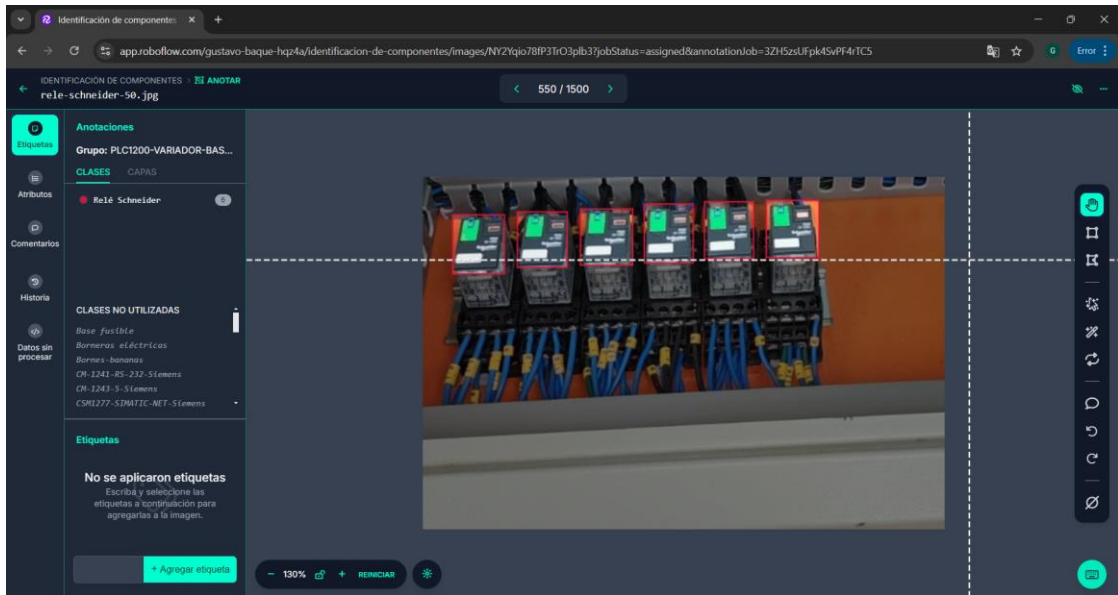 Identificación de componentes
app.roboflow.com/gustavo-baque-hqz4a/identificacion-de-componentes/images/NY2Yqio78fP3TrO3plb3?jobStatus=assigned&annotationJob=3ZH5zsUFpk4SvPF4rTC5
G
Error
IDENTIFICACIÓN DE COMPONENTES > ANOTAR
rele-schneider-50.jpg
550 / 1500
Etiquetas
Atributos
Comentarios
Historia
Datos sin procesar
Anotaciones
Grupo: PLC1200-VARIADOR-BAS...
CLASES CAPAS
Relé Schneider 6
CLASES NO UTILIZADAS
Base fusible
Borneras eléctricas
Bornes-bananas
CM-1241-RS-232-Siemens
CM-1243-5-Siemens
CSM1277-SIMATIC-NET-Siemens
Etiquetas
No se aplicaron etiquetas
Escriba y seleccione las
etiquetas a continuación para
agregarlas a la imagen.
+ Agregar etiqueta
− 130% + REINICIAR